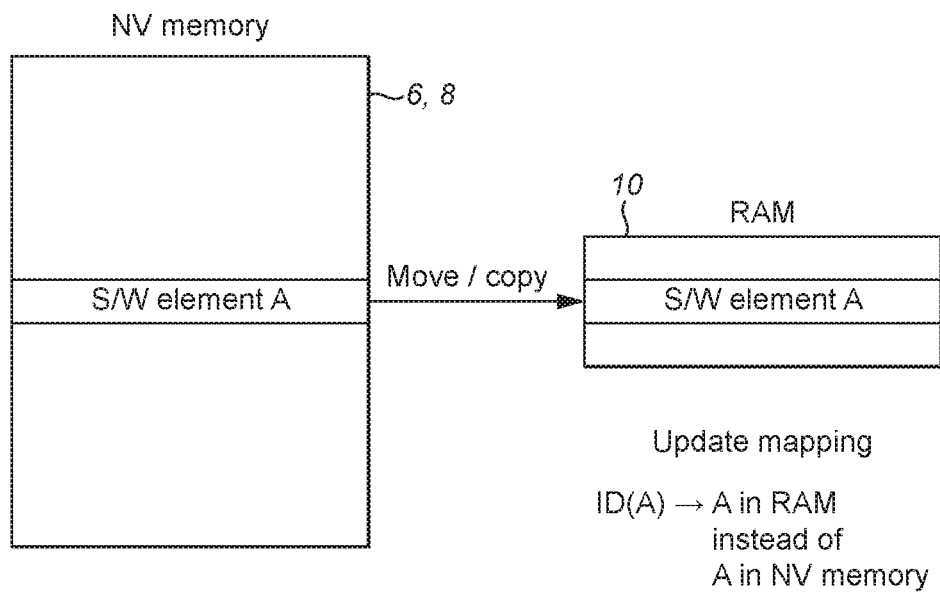 NV memory
6, 8
10
RAM
S/W element A
Move / copy
S/W element A
Update mapping
ID(A) → A in RAM
instead of
A in NV memory